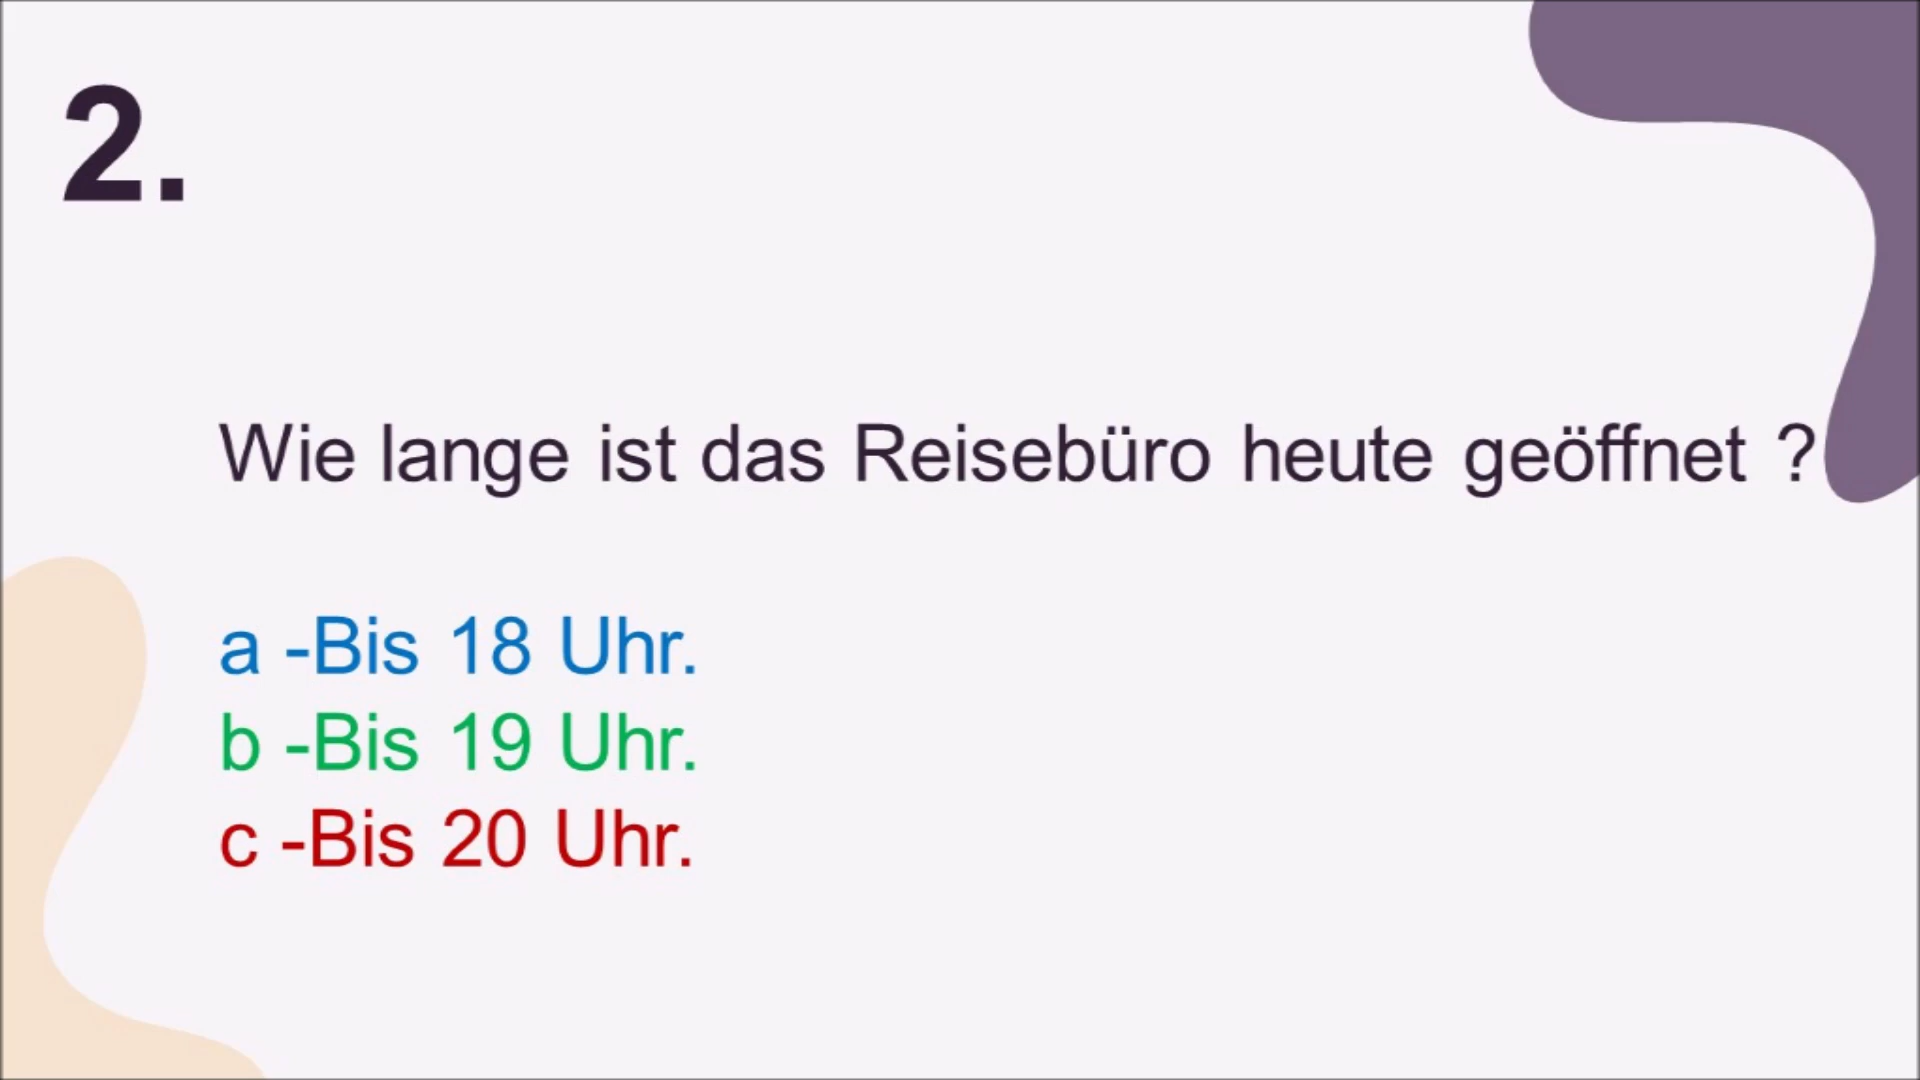 2.
Wie lange ist das Reisebüro heute geöffnet ?
a -Bis 18 Uhr.
b -Bis 19 Uhr.
c -Bis 20 Uhr.